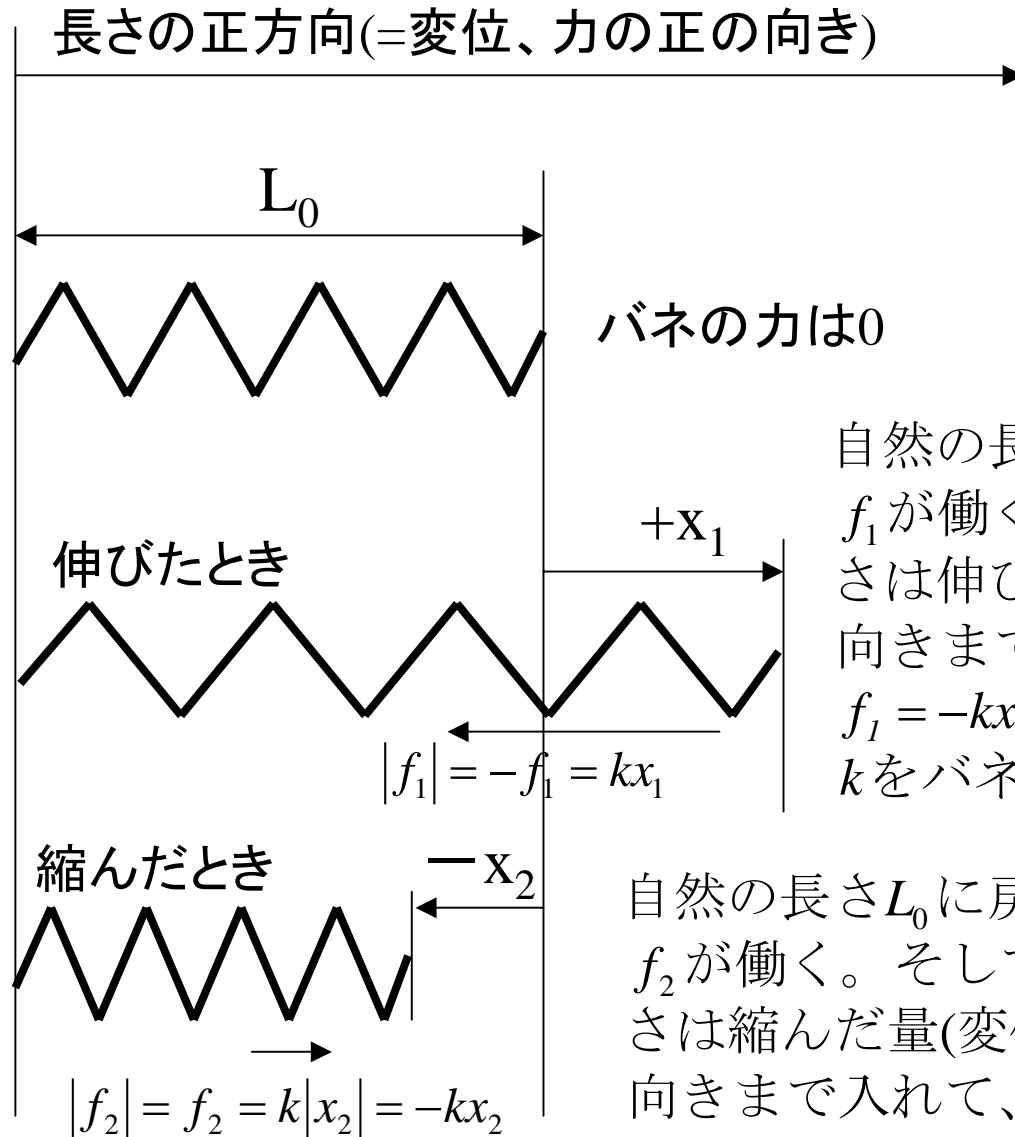 長さの正方向(=変位、力の正の向き)
L₀
バネの力は0
自然の長
f₁が働く
+x₁
伸びたとき
さは伸び
向きまで
f₁ = −kx
|f₁| = −f₁ = kx₁
kをバネ
縮んだとき
−x₂
自然の長さL₀に戻
f₂が働く。そして
さは縮んだ量(変位
向きまで入れて、
|f₂| = f₂ = k|x₂| = −kx₂